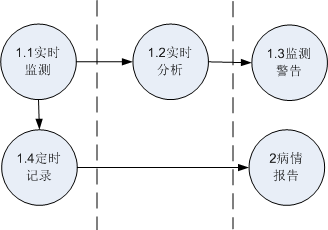 1.1实时
监测
1.2实时
分析
1.3监测
警告
1.4定时
记录
2病情
报告